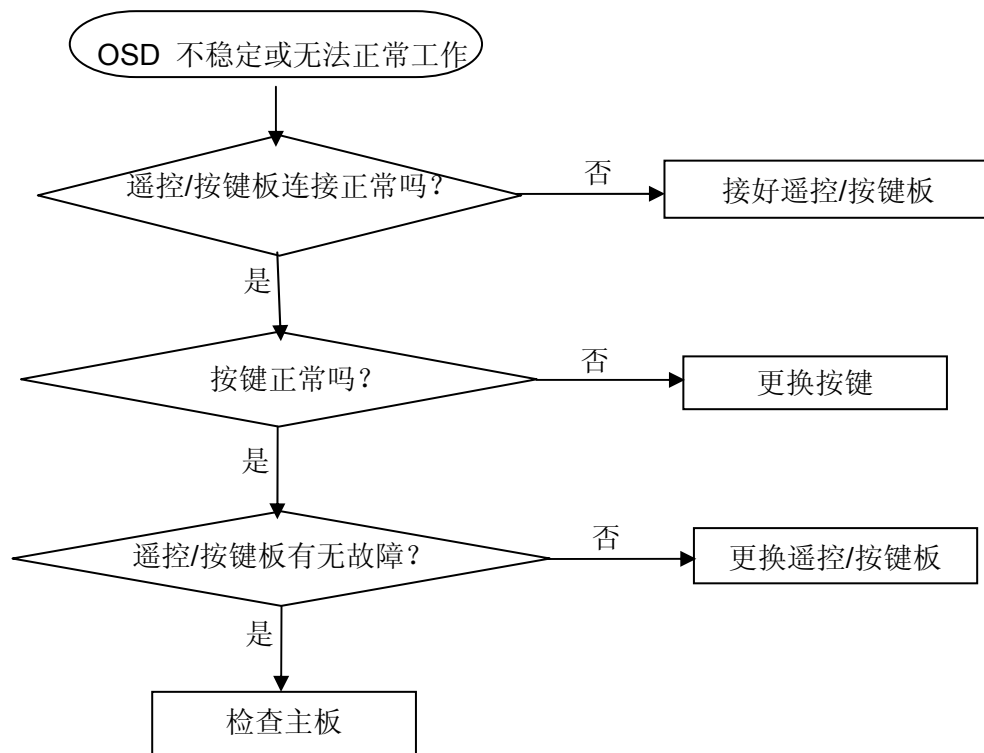 OSD 不稳定或无法正常工作
遥控/按键板连接正常吗？
否
接好遥控/按键板
是
按键正常吗？
否
更换按键
是
遥控/按键板有无故障？
否
更换遥控/按键板
是
检查主板